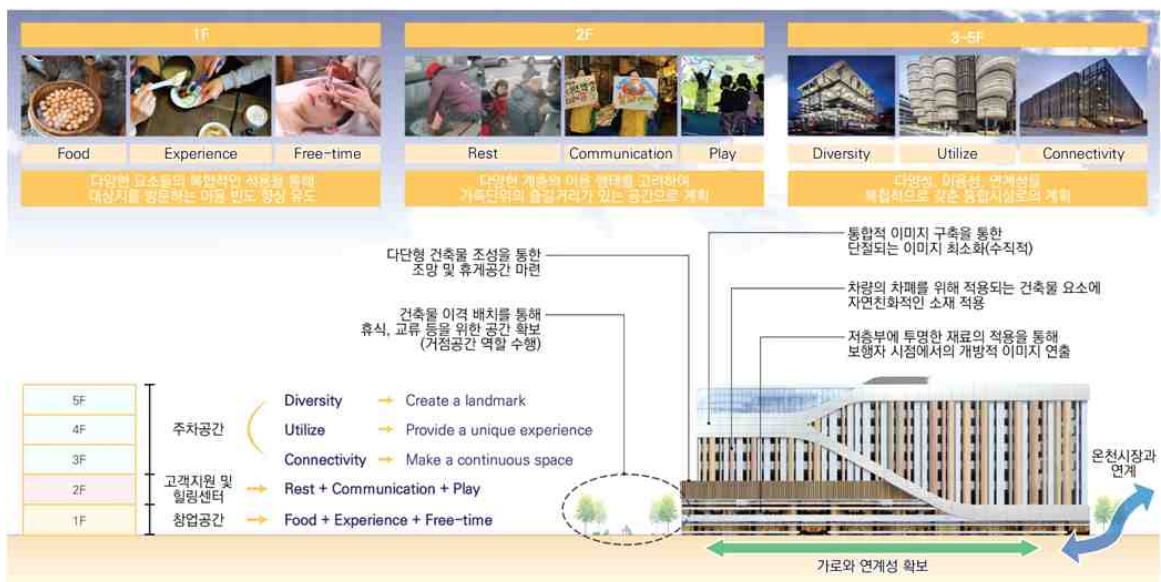 1F
2F
3-5F
Food
Experience
Free-time
Rest
Communication
Play
Diversity
Utilize
Connectivity
다양한 요소들의 복합적인 적용을 통해
대상지를 방문하는 이용 빈도 향상 유도
다양한 계층의 이용 행태를 고려하여
가족단위의 즐길거리가 있는 공간으로 계획
다양성, 이용성, 연계성을
복합적으로 갖춘 통합시설로의 계획
다단형 건축물 조성을 통한
조망 및 휴게공간 마련
건축물 이격 배치를 통해
휴식, 교류 등을 위한 공간 확보
(거점공간 역할 수행)
통합적 이미지 구축을 통한
단절되는 이미지 최소화(수직적)
차량의 차폐를 위해 적용되는 건축물 요소에
자연친화적인 소재 적용
저층부에 투명한 재료의 적용을 통해
보행자 시점에서의 개방적 이미지 연출
5F
4F
3F
2F
1F
주차공간
고객지원 및
힐링센터
창업공간
Diversity → Create a landmark
Utilize → Provide a unique experience
Connectivity → Make a continuous space
→ Rest + Communication + Play
→ Food + Experience + Free-time
온천시장과
연계
가로와 연계성 확보